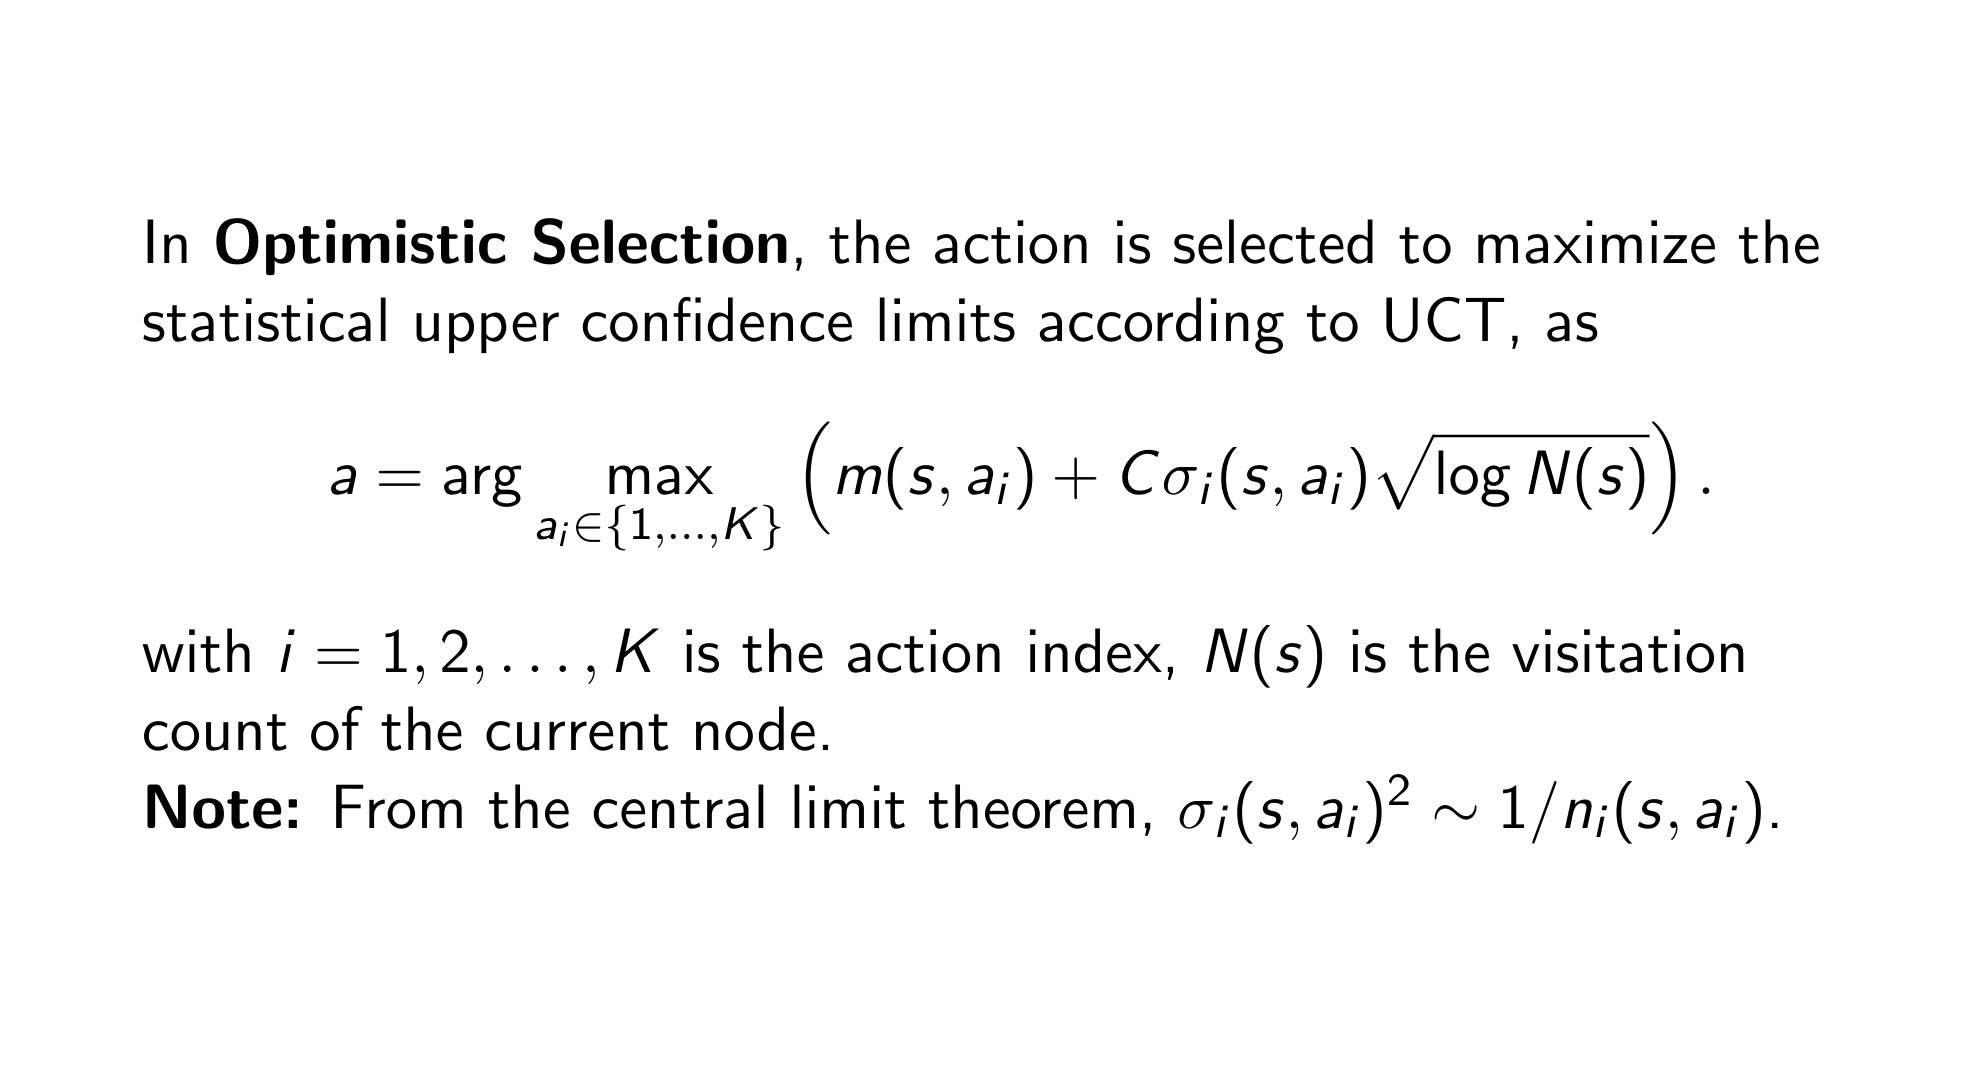 In Optimistic Selection, the action is selected to maximize the
statistical upper confidence limits according to UCT, as
a = arg max_{a_i∈{1,...,K}} ( m(s, a_i) + Cσ_i(s, a_i)√(log N(s)) ) .
with i = 1, 2, . . . , K is the action index, N(s) is the visitation
count of the current node.
Note: From the central limit theorem, σ_i(s, a_i)² ∼ 1/n_i(s, a_i).